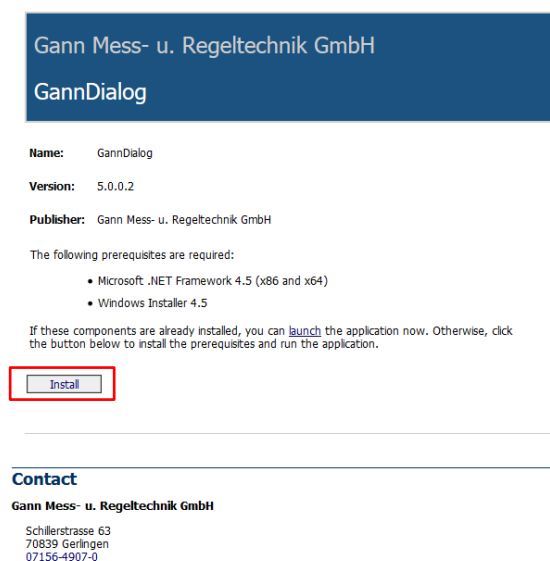 Gann Mess- u. Regeltechnik GmbH
GannDialog
Name: GannDialog
Version: 5.0.0.2
Publisher: Gann Mess- u. Regeltechnik GmbH
The following prerequisites are required:
• Microsoft .NET Framework 4.5 (x86 and x64)
• Windows Installer 4.5
If these components are already installed, you can launch the application now. Otherwise, click
the button below to install the prerequisites and run the application.
Install
Contact
Gann Mess- u. Regeltechnik GmbH
Schillerstrasse 63
70839 Gerlingen
07156-4907-0